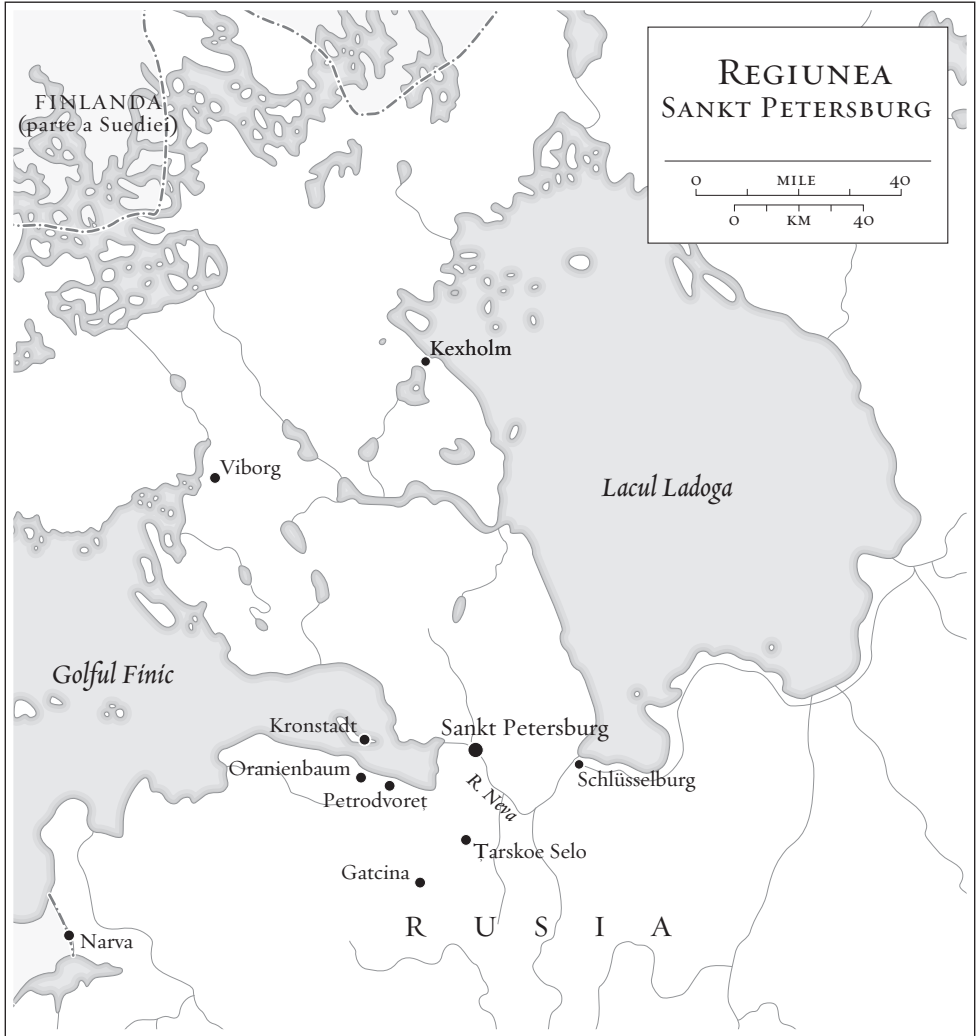 REGIUNEA
SANKT PETERSBURG
0 MILE 40
0 KM 40
FINLANDA
(parte a Suediei)
Kexholm
Viborg
Lacul Ladoga
Golful Finic
Kronstadt
Sankt Petersburg
Oranienbaum
Petrodvoreț
Schlüsselburg
R. Neva
Țarskoe Selo
Gatcina
RUSIA
Narva